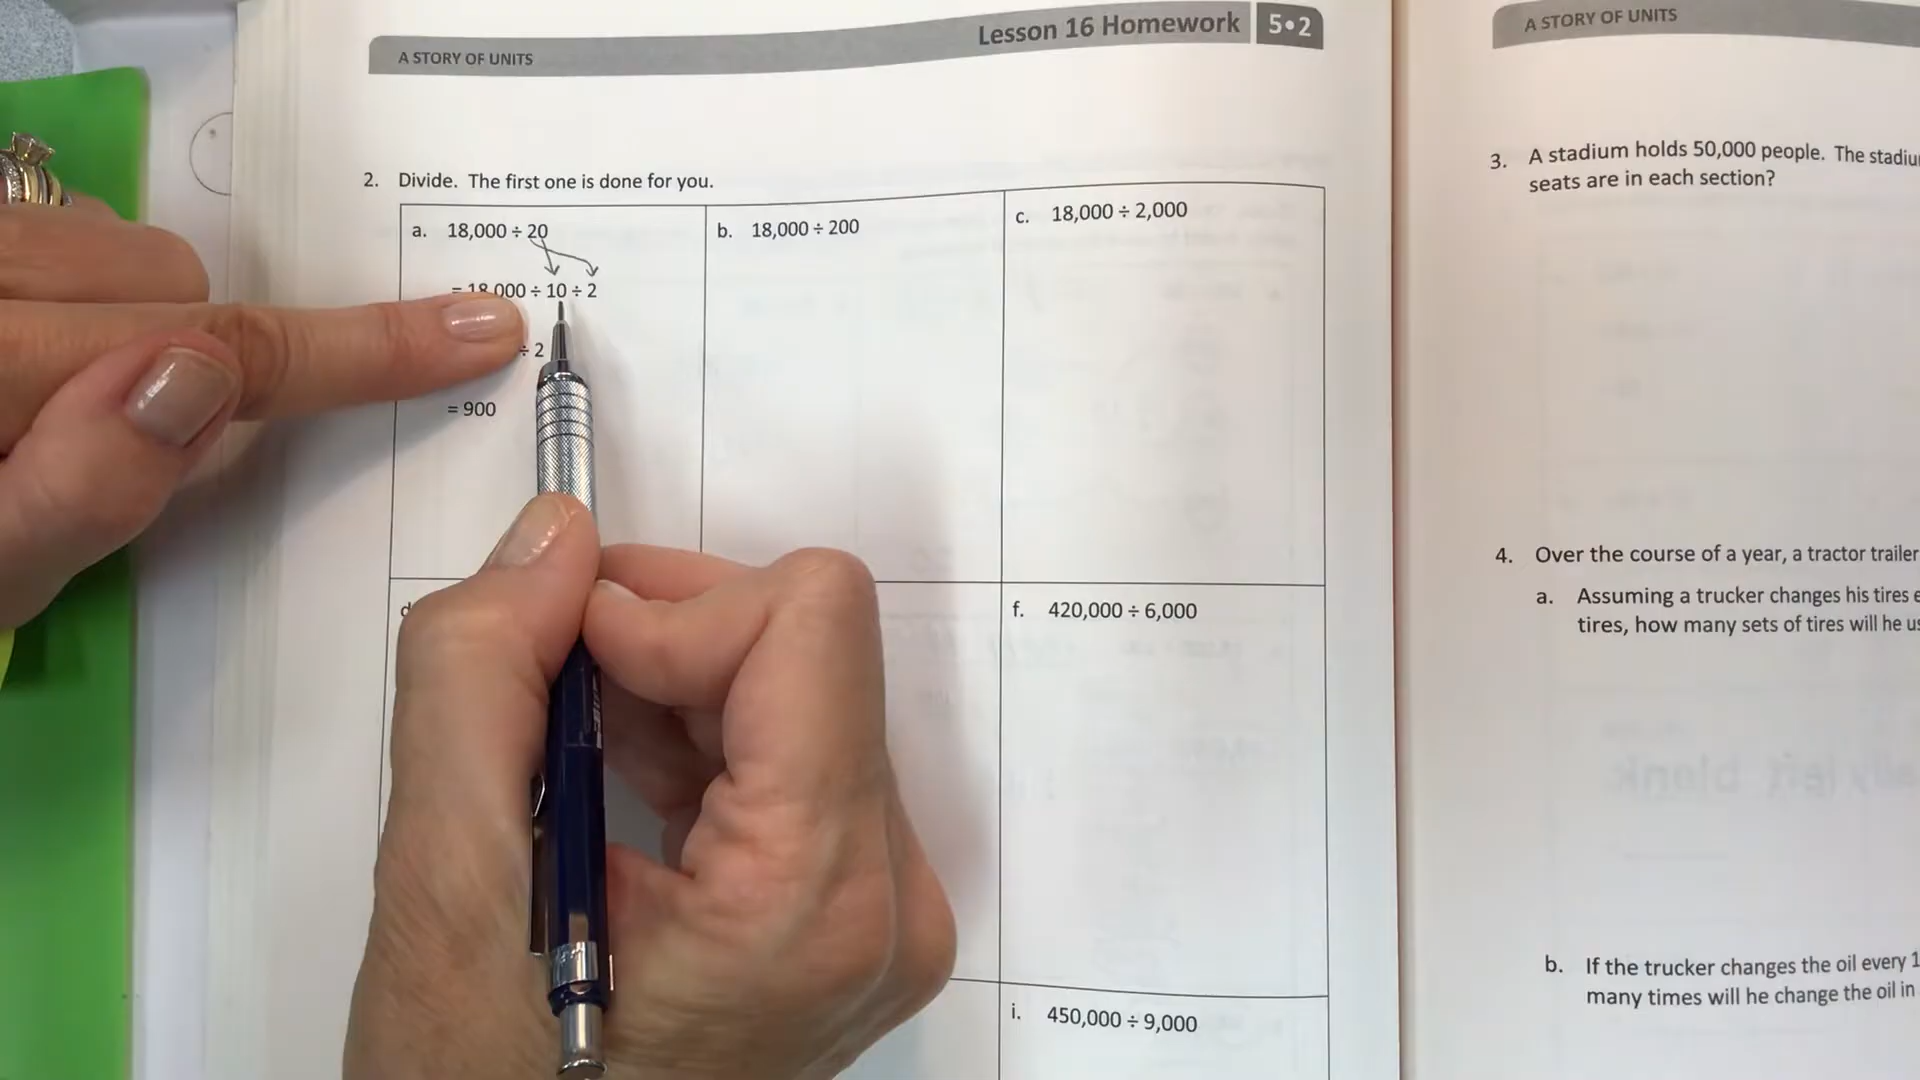 A STORY OF UNITS
Lesson 16 Homework 5•2
2. Divide. The first one is done for you.
a. 18,000 ÷ 20
= 18,000 ÷ 10 ÷ 2
÷ 2
= 900
b. 18,000 ÷ 200
c. 18,000 ÷ 2,000
f. 420,000 ÷ 6,000
i. 450,000 ÷ 9,000
A STORY OF UNITS
3. A stadium holds 50,000 people. The
seats are in each section?
4. Over the course of a year, a tractor trailer
a. Assuming a trucker changes his tires
tires, how many sets of tires will he
b. If the trucker changes the oil every
many times will he change the oil in